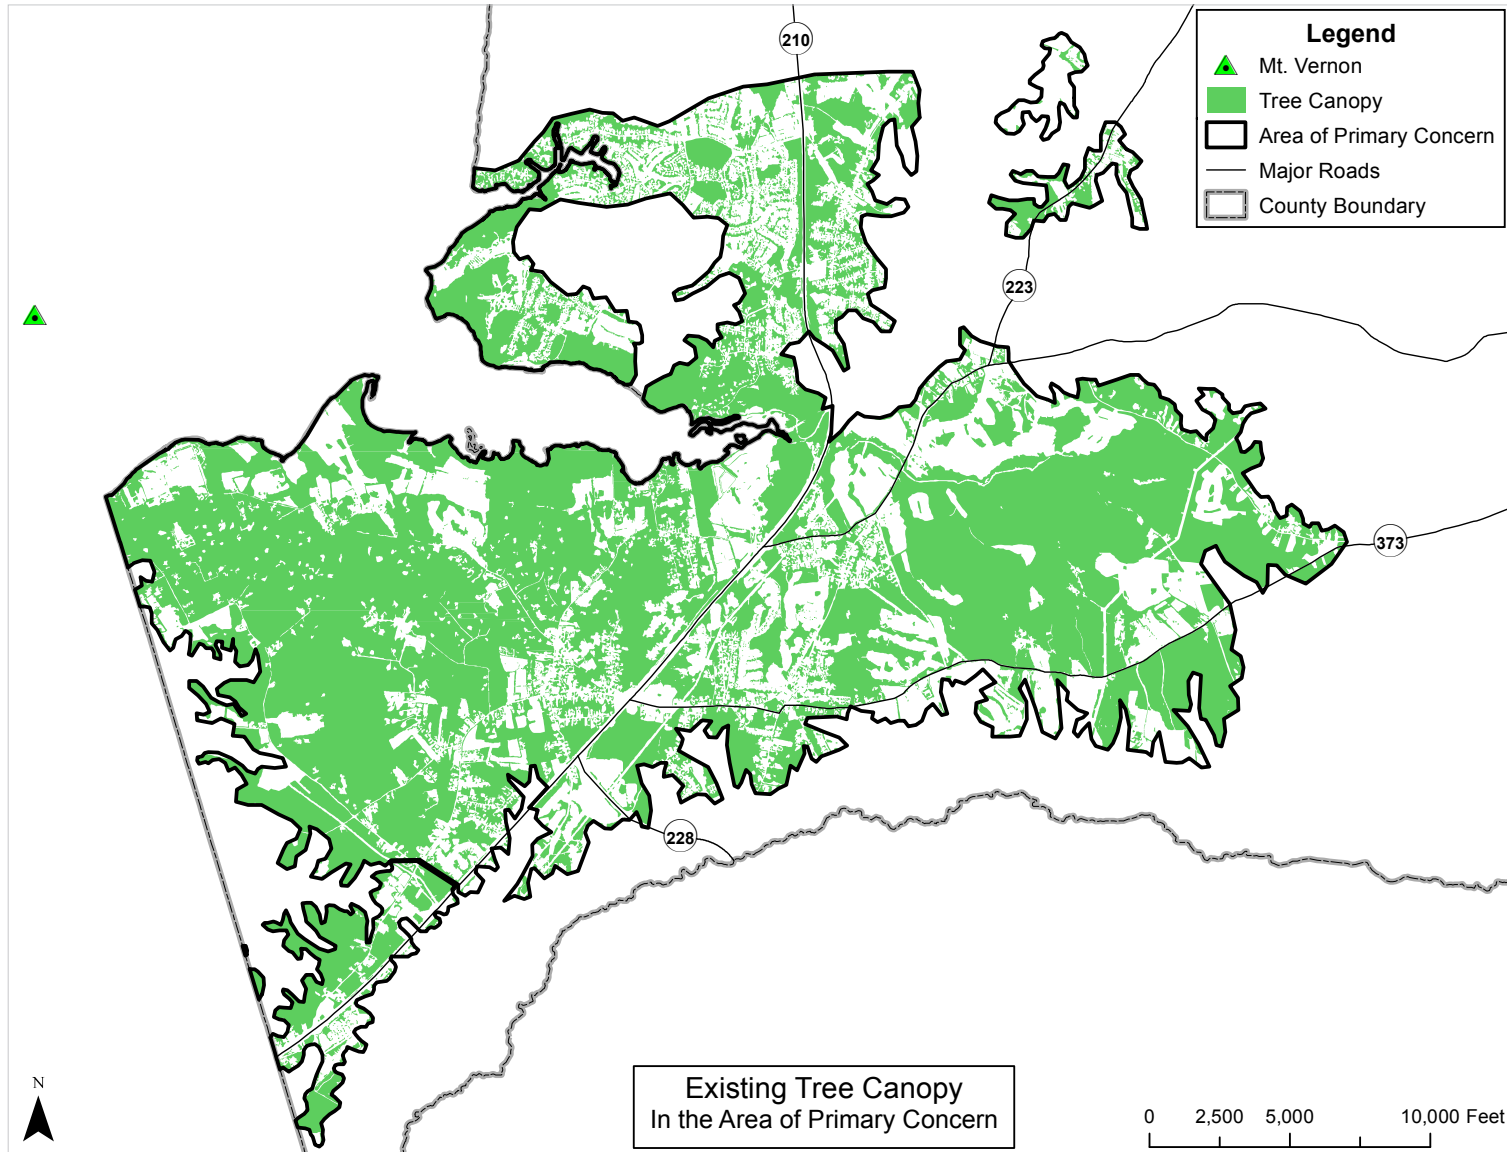 210
Legend
Mt. Vernon
Tree Canopy
Area of Primary Concern
Major Roads
County Boundary
223
373
228
N
Existing Tree Canopy
In the Area of Primary Concern
0 2,500 5,000 10,000 Feet